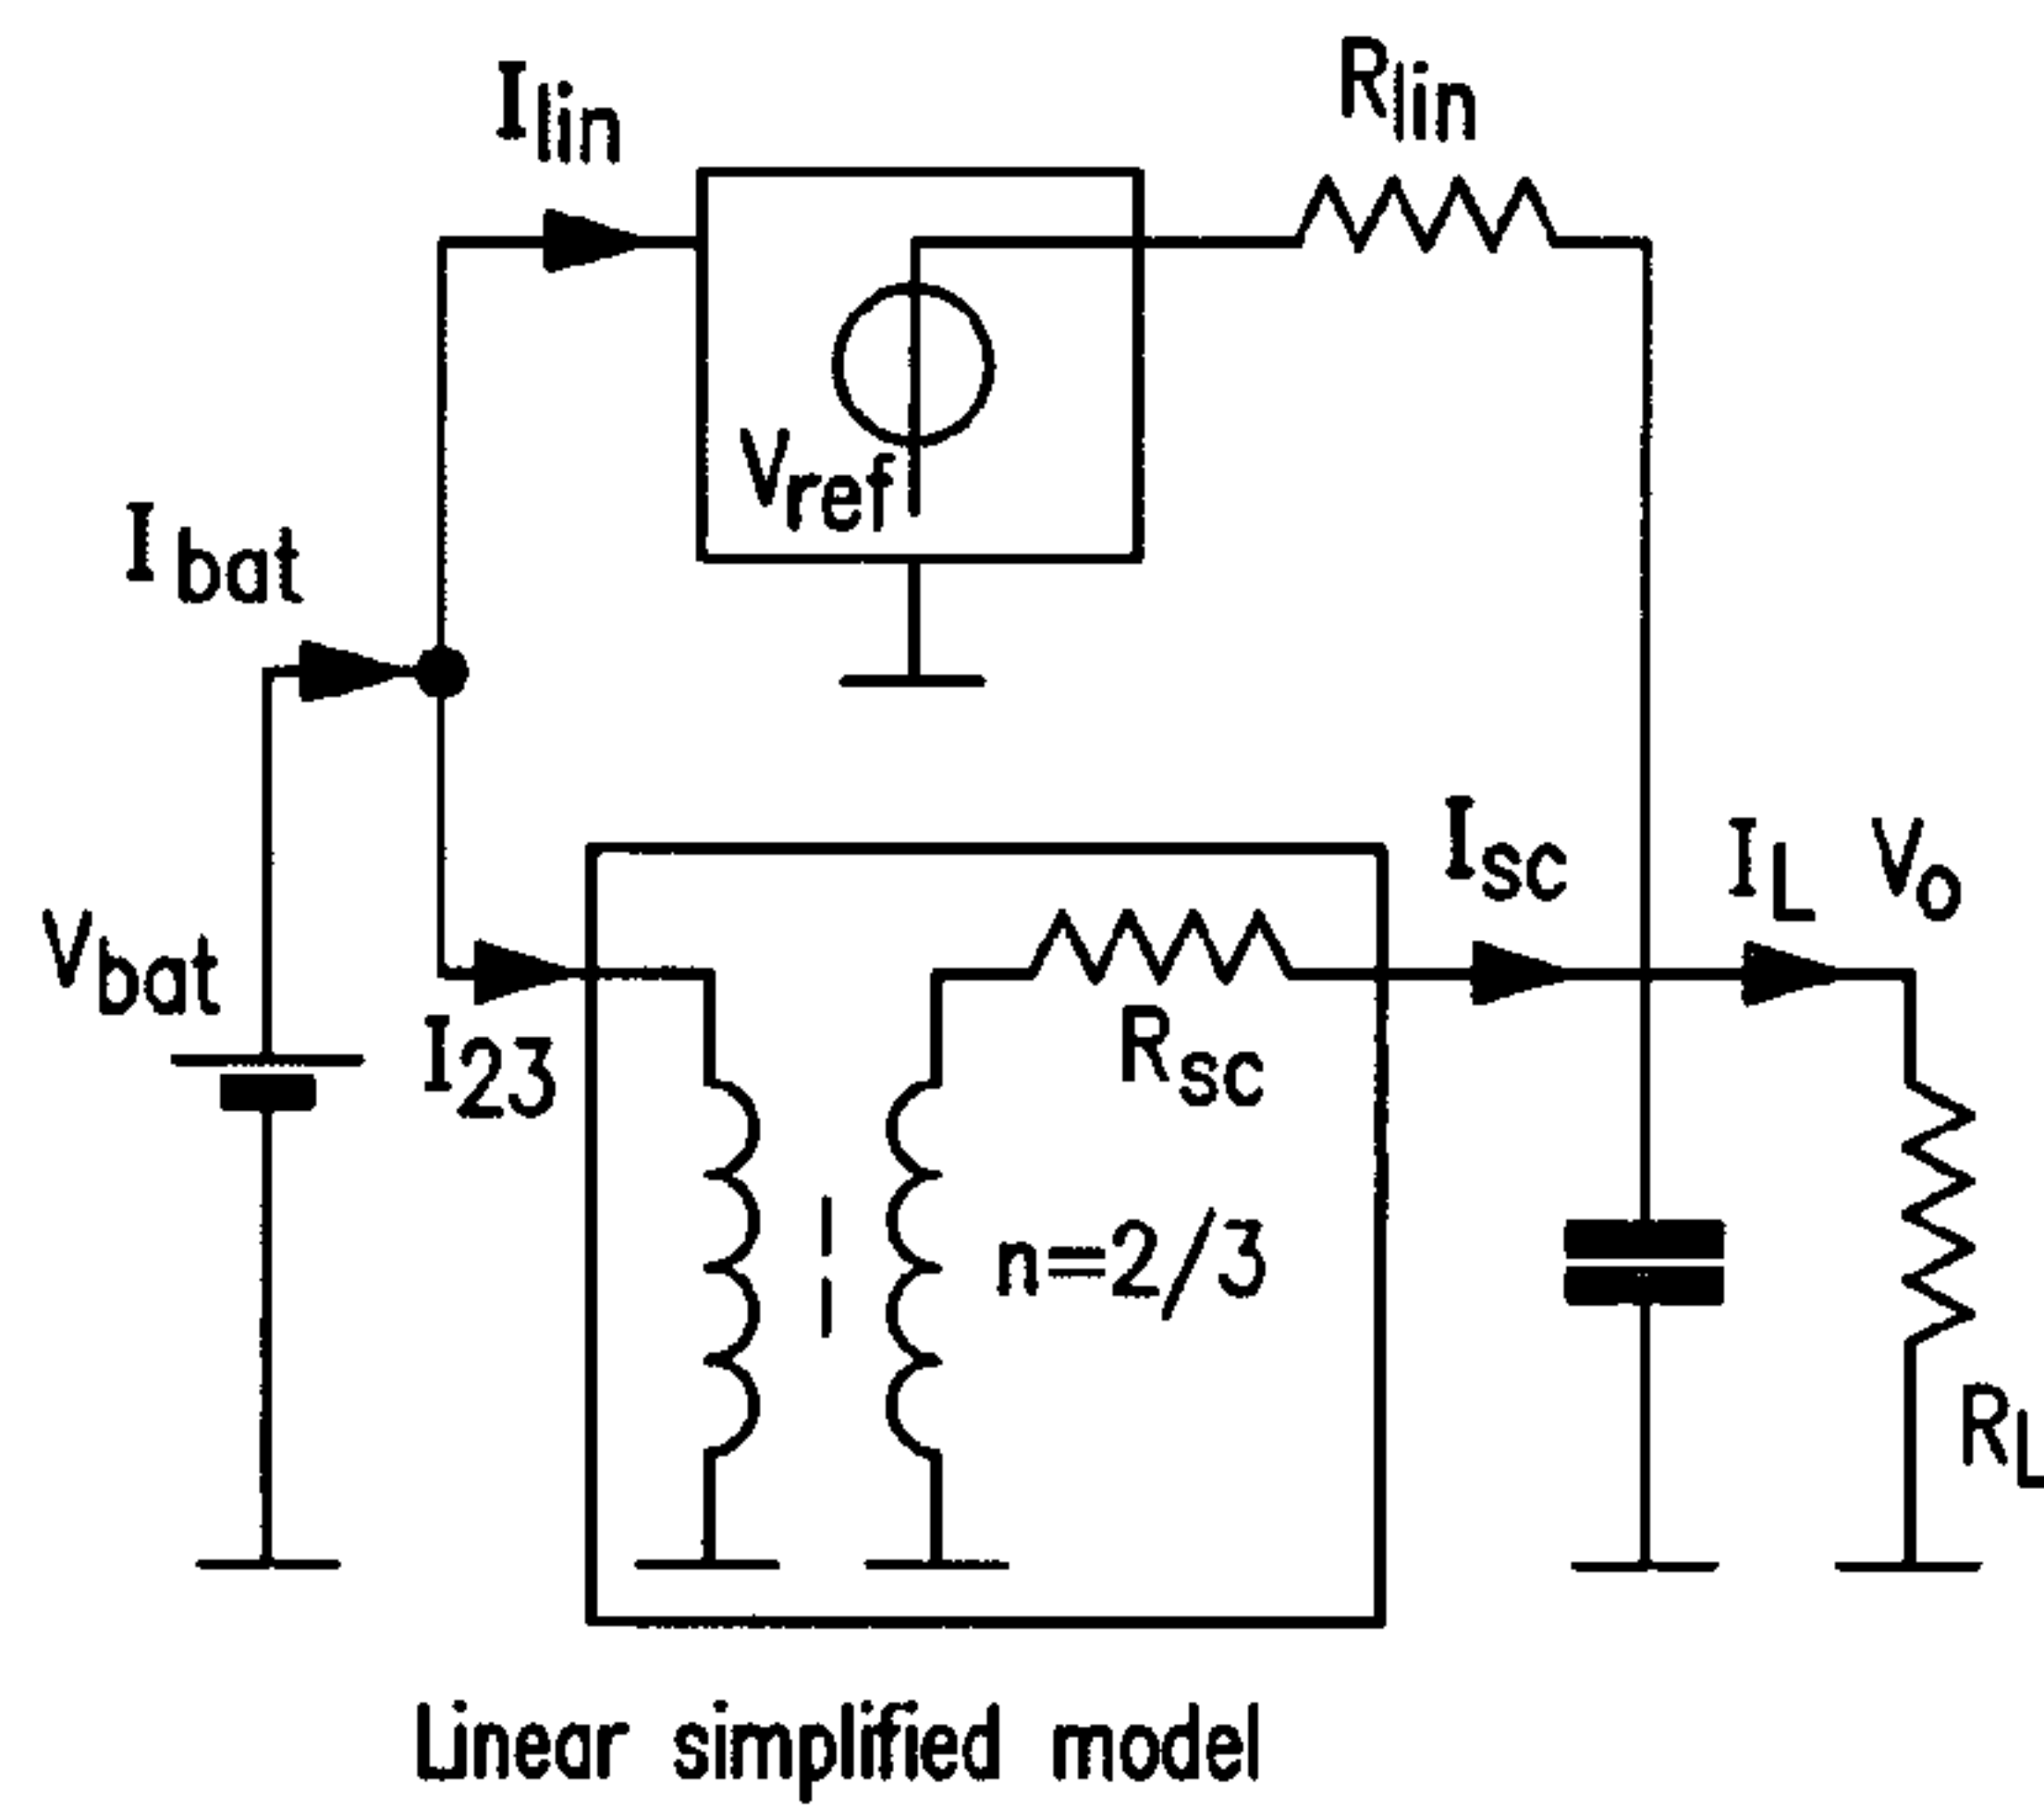 Ilin
Rlin
Vref
Ibat
Isc
IL
Vo
Vbat
I23
Rsc
n=2/3
RL
Linear simplified model